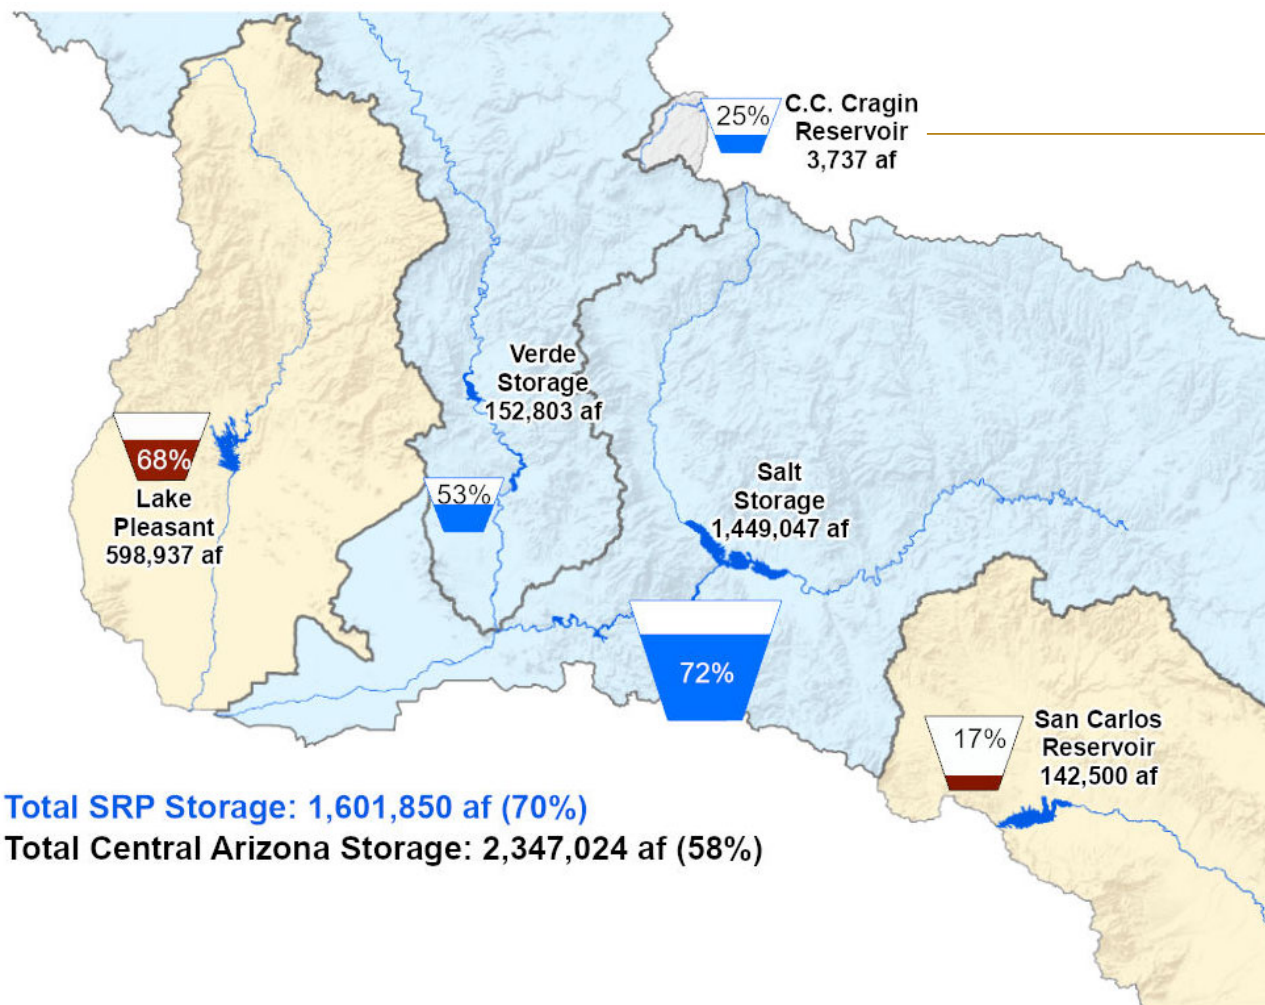 25%
C.C. Cragin
Reservoir
3,737 af
Verde
Storage
152,803 af
68%
Lake
Pleasant
598,937 af
53%
Salt
Storage
1,449,047 af
72%
17%
San Carlos
Reservoir
142,500 af
Total SRP Storage: 1,601,850 af (70%)
Total Central Arizona Storage: 2,347,024 af (58%)